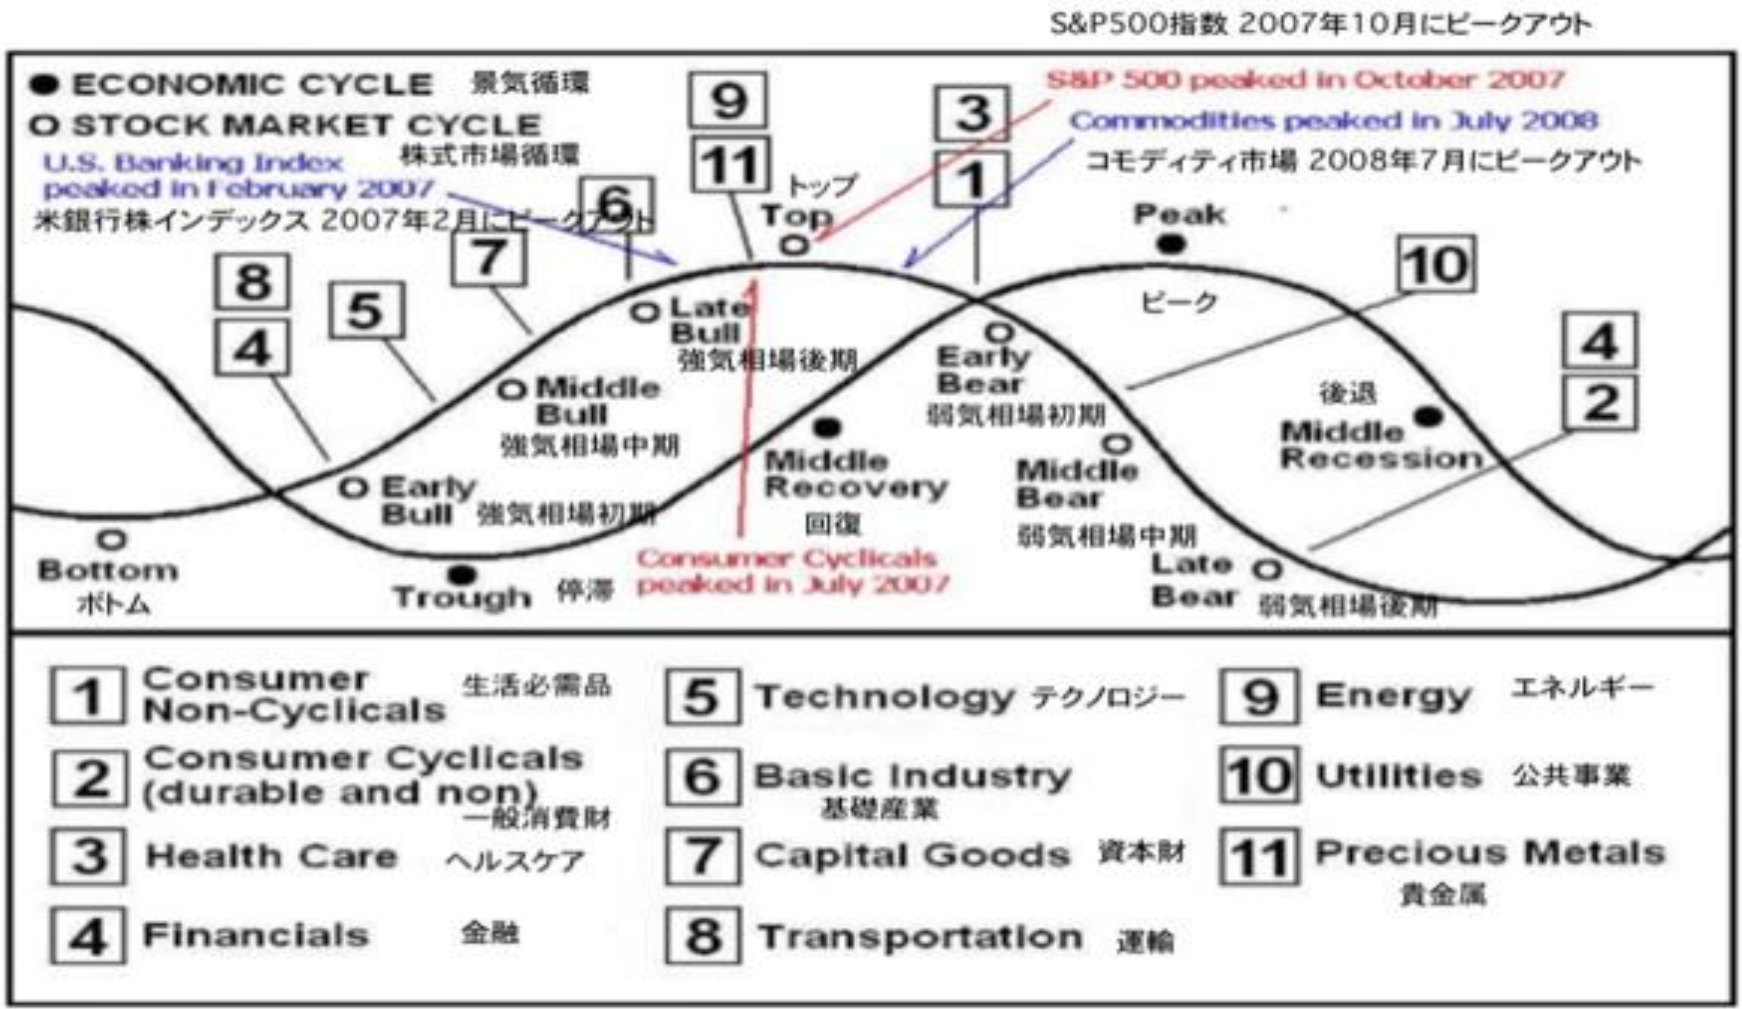 S&P500指数 2007年10月にピークアウト
● ECONOMIC CYCLE 景気循環
O STOCK MARKET CYCLE
株式市場循環
U.S. Banking Index
peaked in February 2007
米銀行株インデックス 2007年2月にピークアウト
S&P 500 peaked in October 2007
Commodities peaked in July 2008
コモディティ市場 2008年7月にピークアウト
9
11
3
1
6
7
8
4
5
10
4
2
トップ
Top
Peak
ピーク
Late
Bull
強気相場後期
Middle
Bull
強気相場中期
Early
Bull 強気相場初期
Bottom
ボトム
Trough 停滞
Consumer Cyclicals
peaked in July 2007
Middle
Recovery
回復
Early
Bear
弱気相場初期
Middle
Bear
弱気相場中期
Late
Bear 弱気相場後期
後退
Middle
Recession
1 Consumer
Non-Cyclicals 生活必需品
2 Consumer Cyclicals
(durable and non)
一般消費財
3 Health Care ヘルスケア
4 Financials 金融
5 Technology テクノロジー
6 Basic Industry
基礎産業
7 Capital Goods 資本財
8 Transportation 運輸
9 Energy エネルギー
10 Utilities 公共事業
11 Precious Metals
貴金属